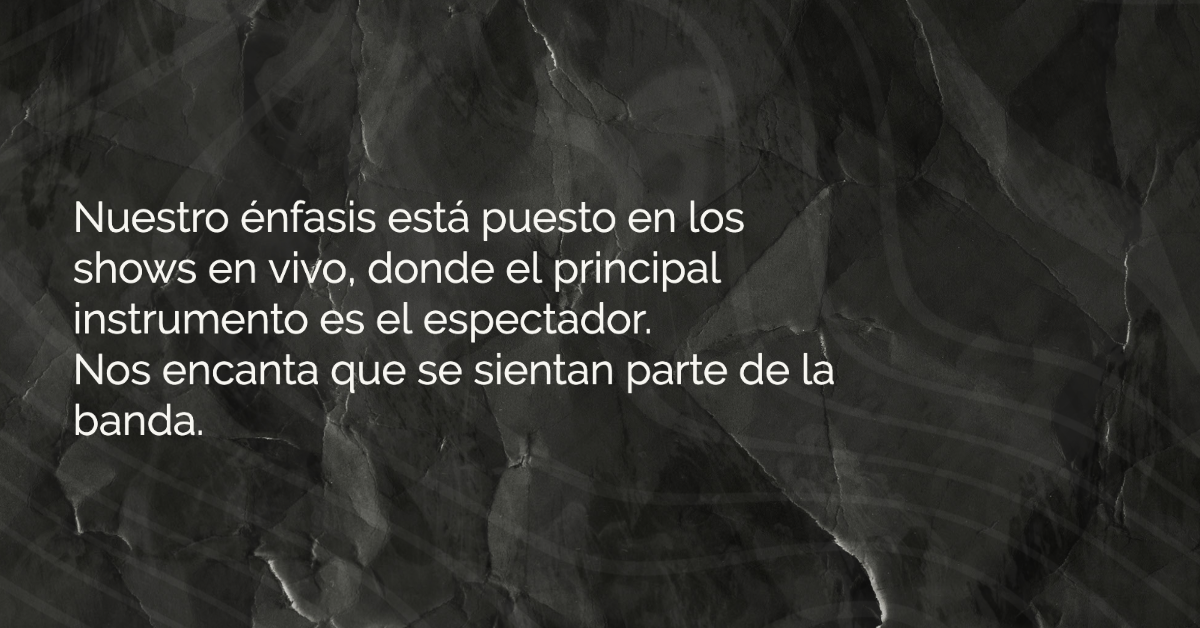 Nuestro énfasis está puesto en los
shows en vivo, donde el principal
instrumento es el espectador.
Nos encanta que se sientan parte de la
banda.